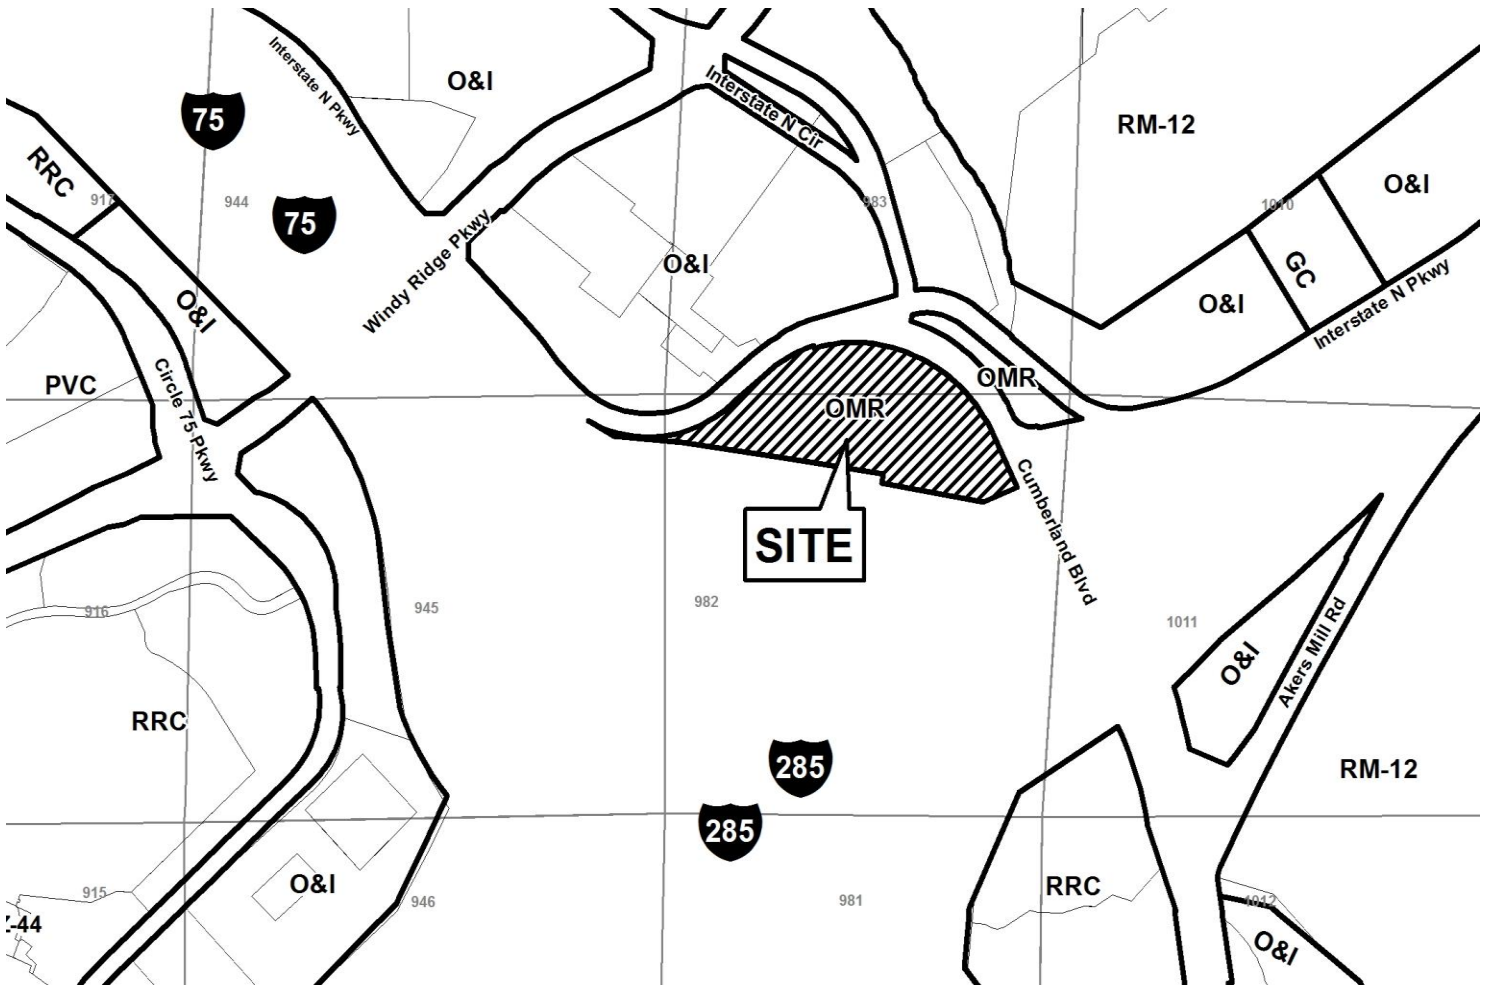 Interstate N Pkwy
O&I
75
Interstate N Cir
RM-12
RRC
917
944
983
1010
O&I
75
Windy Ridge Pkwy
O&I
GC
O&I
O&I
Interstate N Pkwy
PVC
Circle 75 Pkwy
OMR
OMR
Cumberland Blvd
SITE
916
945
982
1011
Akers Mill Rd
O&I
RRC
285
RM-12
285
O&I
RRC
915
946
981
1012
Z-44
O&I